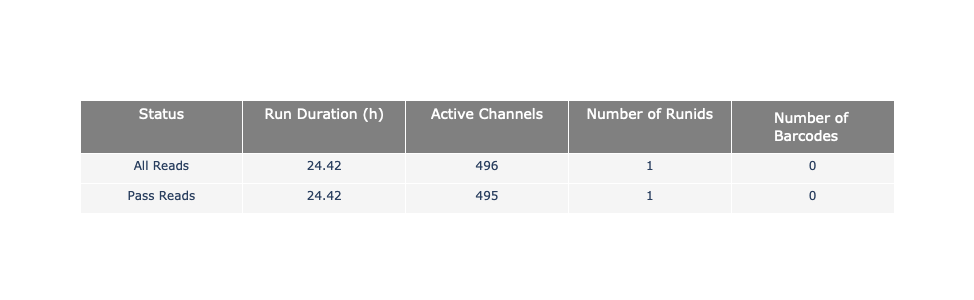 Status Run Duration (h) Active Channels Number of Runids Number of
Barcodes
All Reads 24.42 496 1 0
Pass Reads 24.42 495 1 0